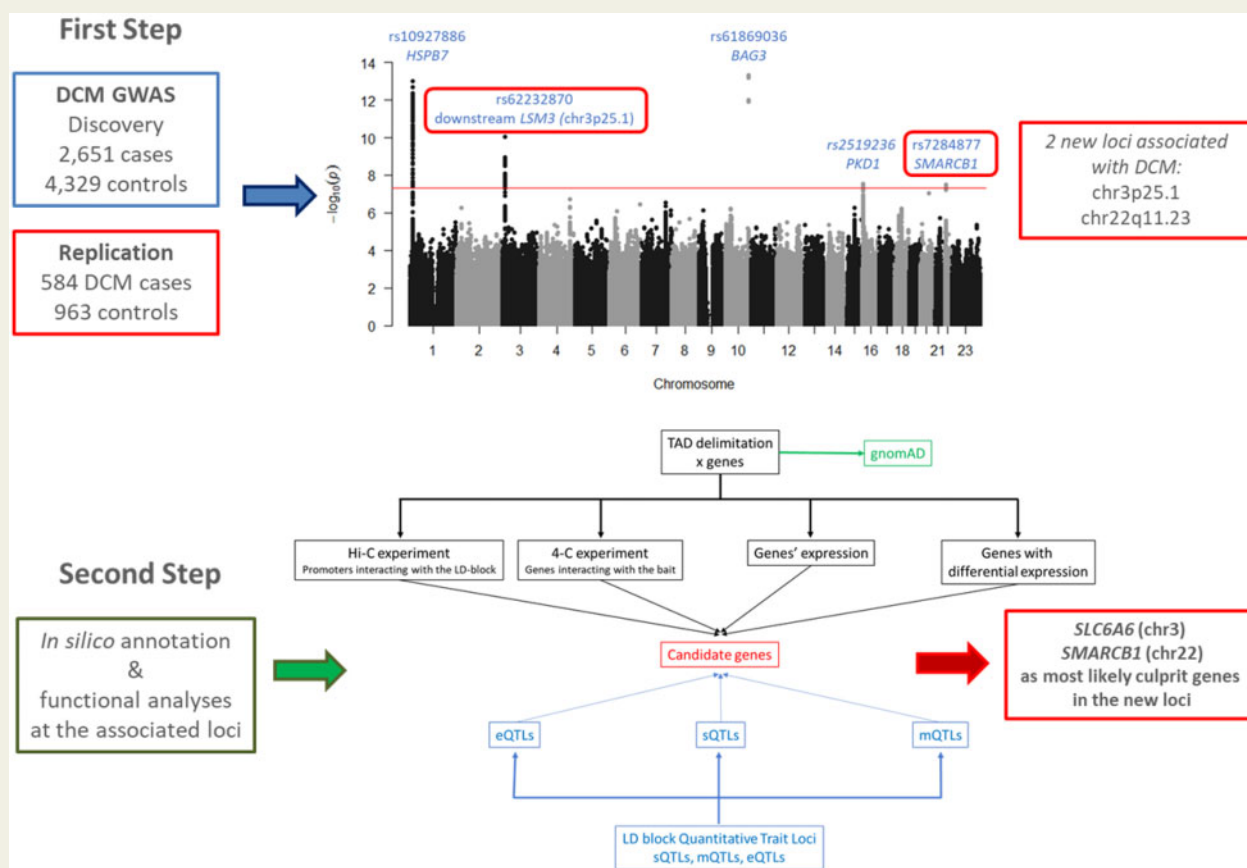 First Step
DCM GWAS
Discovery
2,651 cases
4,329 controls
Replication
584 DCM cases
963 controls
rs10927886
HSPB7
rs62232870
downstream LSM3 (chr3p25.1)
rs61869036
BAG3
rs2519236
PKD1
rs7284877
SMARCB1
−log10(p)
14
12
10
8
6
4
2
0
1 2 3 4 5 6 7 8 9 10 12 14 16 18 21 23
Chromosome
2 new loci associated
with DCM:
chr3p25.1
chr22q11.23
Second Step
In silico annotation
&
functional analyses
at the associated loci
TAD delimitation
x genes
gnomAD
Hi-C experiment
Promoters interacting with the LD-block
4-C experiment
Genes interacting with the bait
Genes’ expression
Genes with
differential expression
Candidate genes
eQTLs
sQTLs
mQTLs
LD block Quantitative Trait Loci
sQTLs, mQTLs, eQTLs
SLC6A6 (chr3)
SMARCB1 (chr22)
as most likely culprit genes
in the new loci